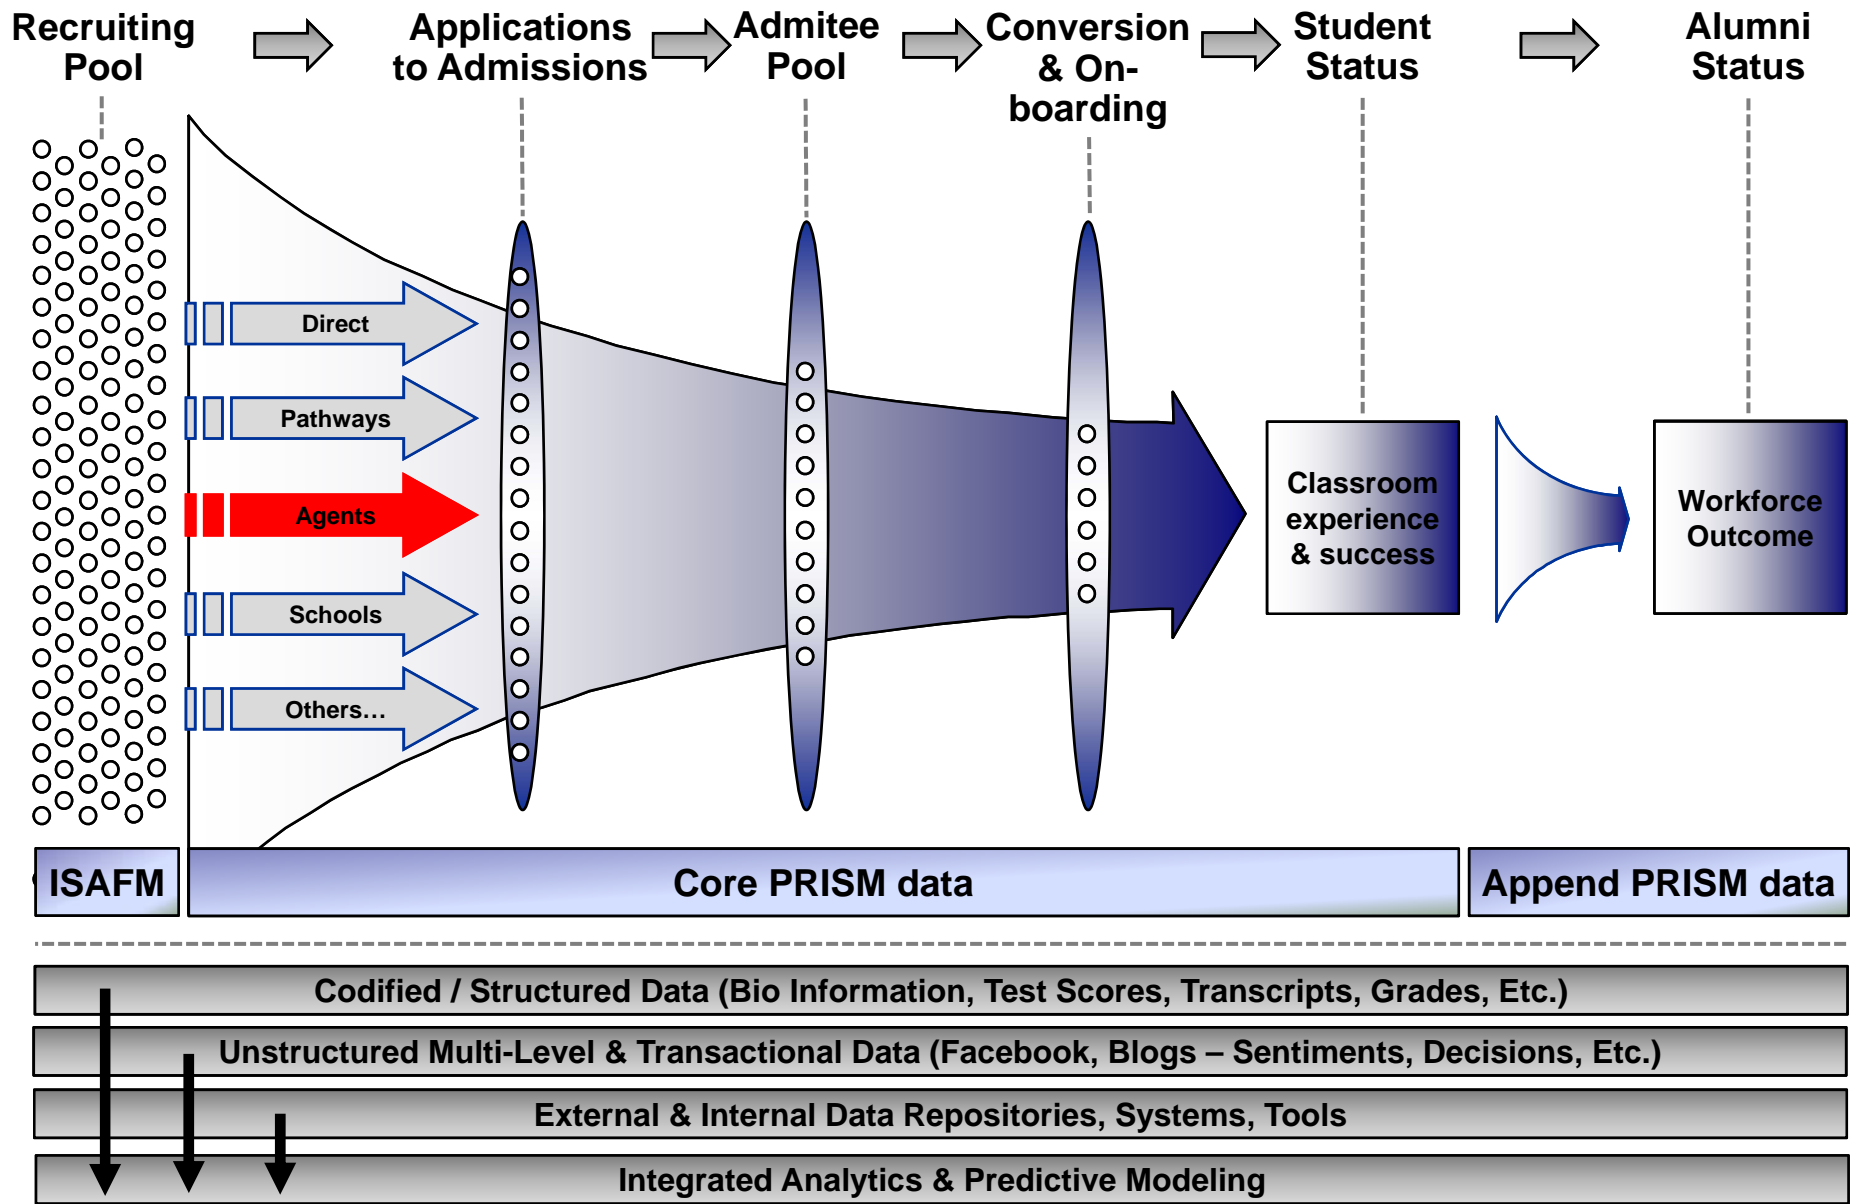 Recruiting
Pool
Applications
to Admissions
Admitee
Pool
Conversion
& On-
boarding
Student
Status
Alumni
Status
Direct
Pathways
Agents
Schools
Others…
Classroom
experience
& success
Workforce
Outcome
ISAFM
Core PRISM data
Append PRISM data
Codified / Structured Data (Bio Information, Test Scores, Transcripts, Grades, Etc.)
Unstructured Multi-Level & Transactional Data (Facebook, Blogs – Sentiments, Decisions, Etc.)
External & Internal Data Repositories, Systems, Tools
Integrated Analytics & Predictive Modeling